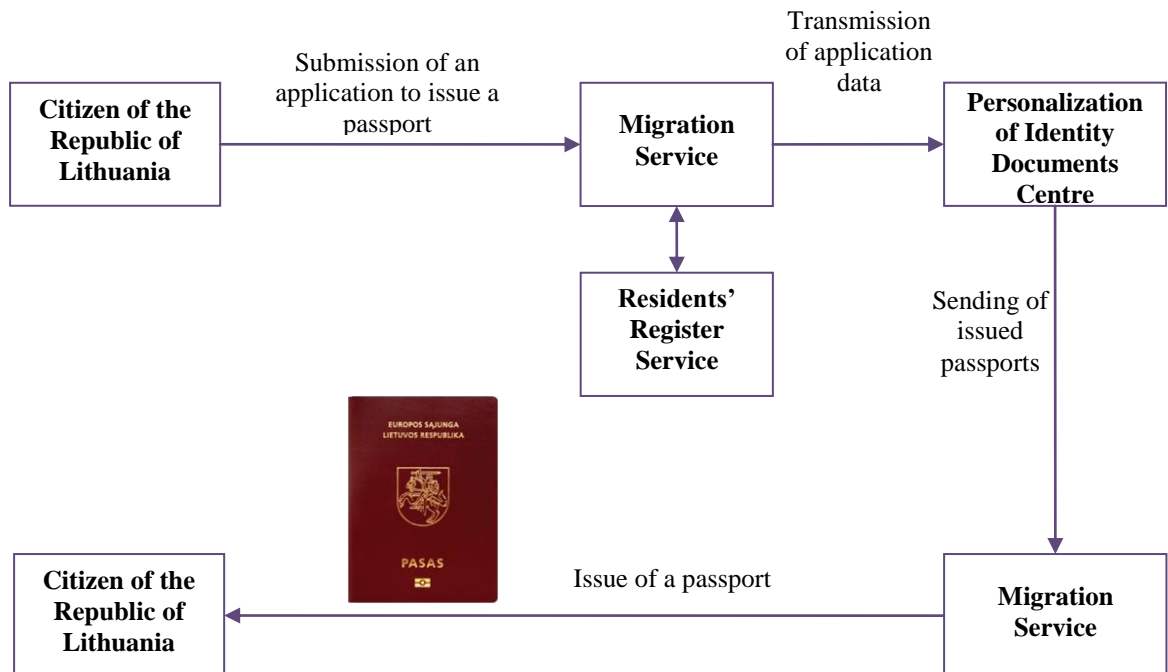 Transmission
of application
data
Submission of an
application to issue a
passport
Citizen of the
Republic of
Lithuania
Migration
Service
Personalization
of Identity
Documents
Centre
Residents’
Register
Service
Sending of
issued
passports
EUROPOS SĄJUNGA
LIETUVOS RESPUBLIKA
PASAS
Citizen of the
Republic of
Lithuania
Issue of a passport
Migration
Service